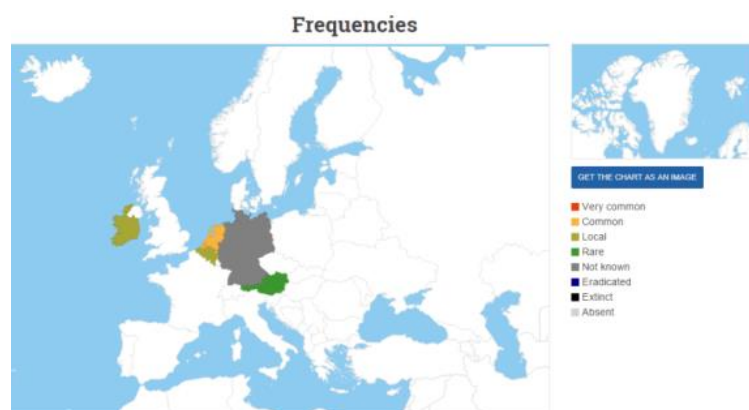 Frequencies
GET THE CHART AS AN IMAGE
Very common
Common
Local
Rare
Not known
Eradicated
Extinct
Absent